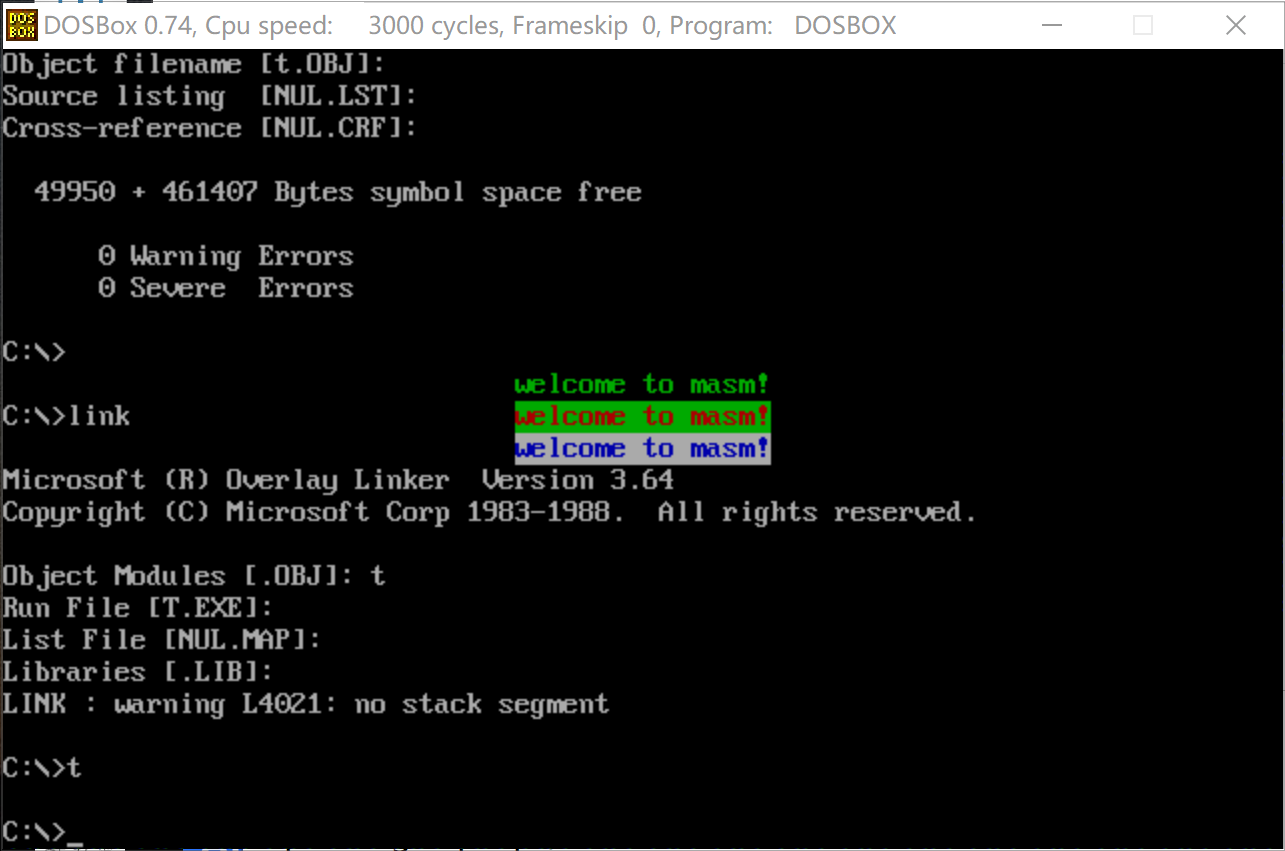 DOS
BOX
DOSBox 0.74, Cpu speed:    3000 cycles, Frameskip  0, Program:   DOSBOX
Object filename [t.OBJ]:
Source listing  [NUL.LST]:
Cross-reference [NUL.CRF]:
  49950 + 461407 Bytes symbol space free
      0 Warning Errors
      0 Severe  Errors
C:\>
welcome to masm!
C:\>link                        welcome to masm!
welcome to masm!
Microsoft (R) Overlay Linker  Version 3.64
Copyright (C) Microsoft Corp 1983-1988.  All rights reserved.
Object Modules [.OBJ]: t
Run File [T.EXE]:
List File [NUL.MAP]:
Libraries [.LIB]:
LINK : warning L4021: no stack segment
C:\>t
C:\>_